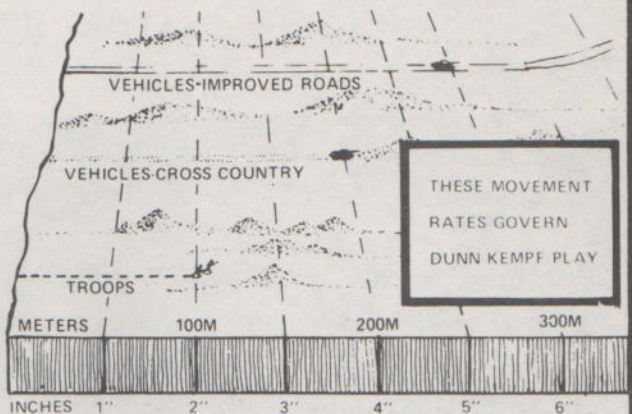 VEHICLES-IMPROVED ROADS
VEHICLES-CROSS COUNTRY
THESE MOVEMENT
RATES GOVERN
DUNN KEMPF PLAY
TROOPS
METERS 100M 200M 300M
INCHES 1" 2" 3" 4" 5" 6"